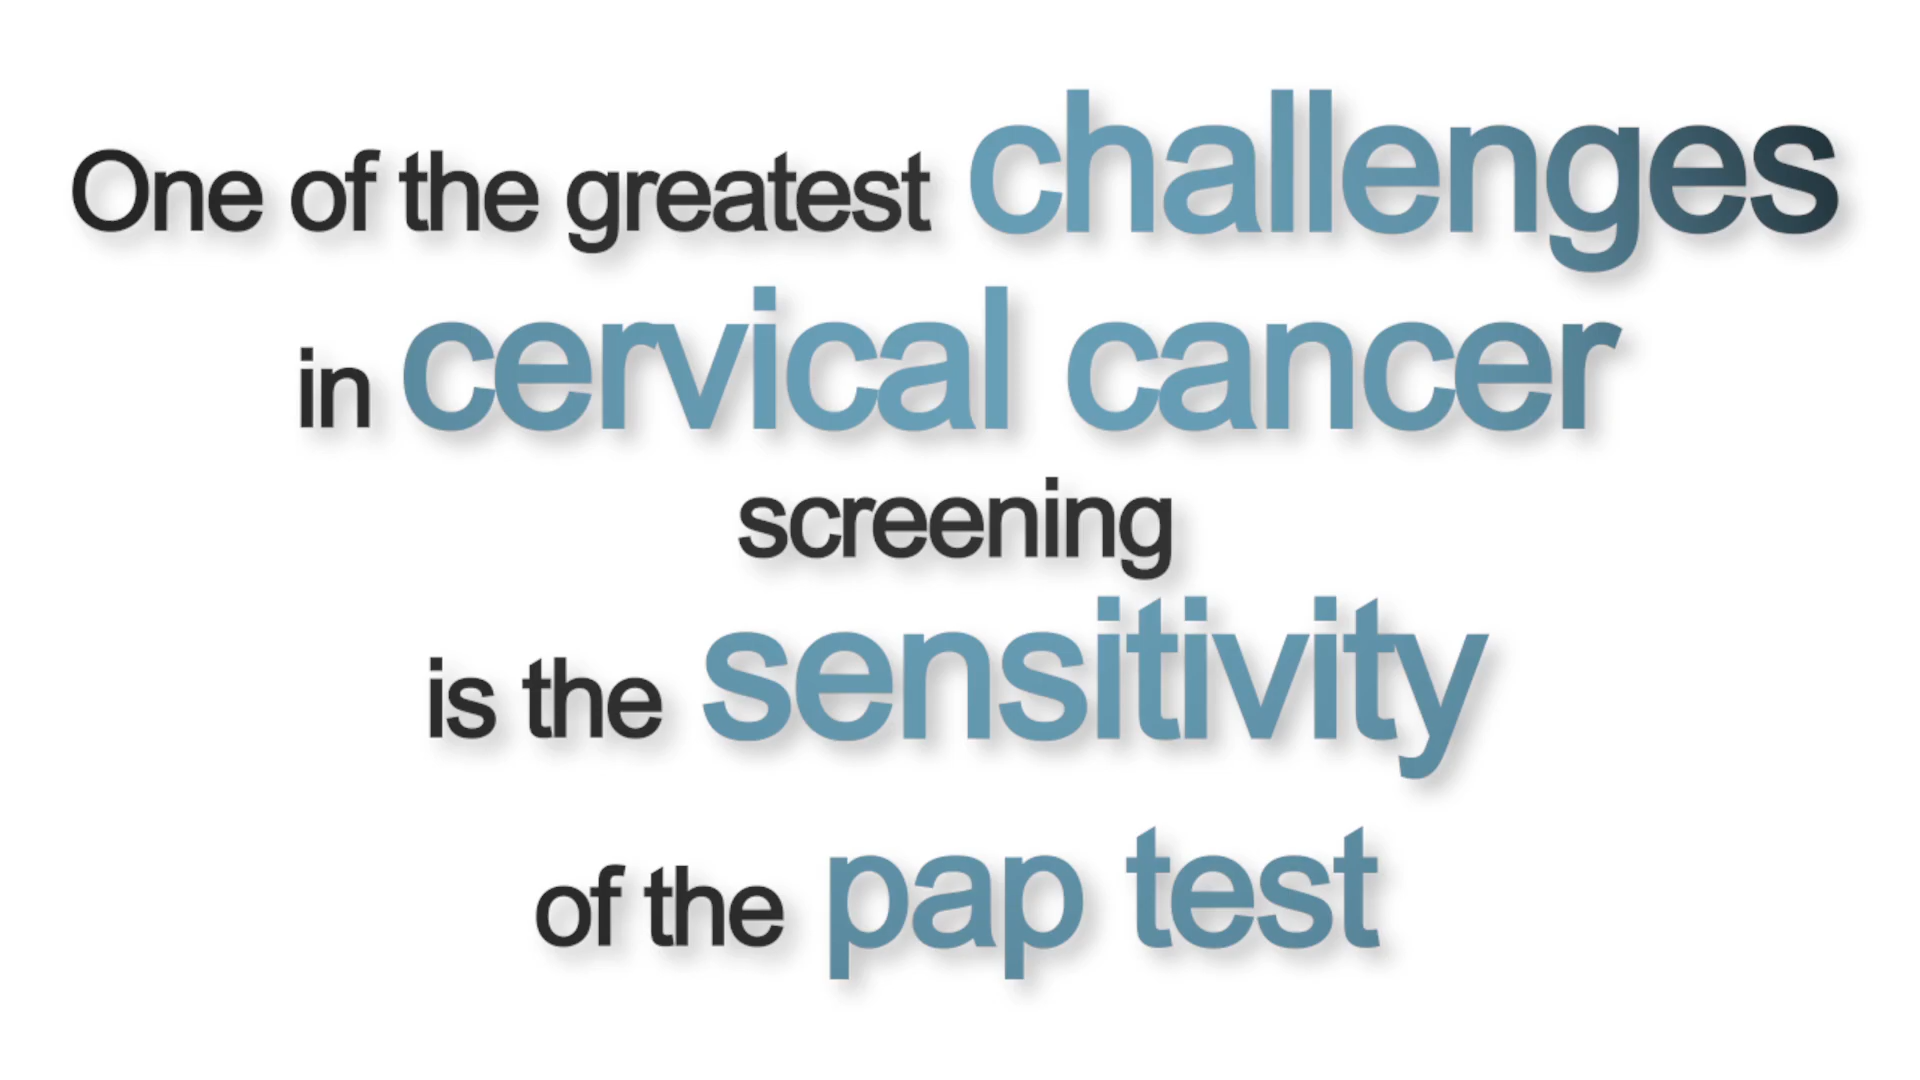 One of the greatest challenges
in cervical cancer
screening
is the sensitivity
of the pap test